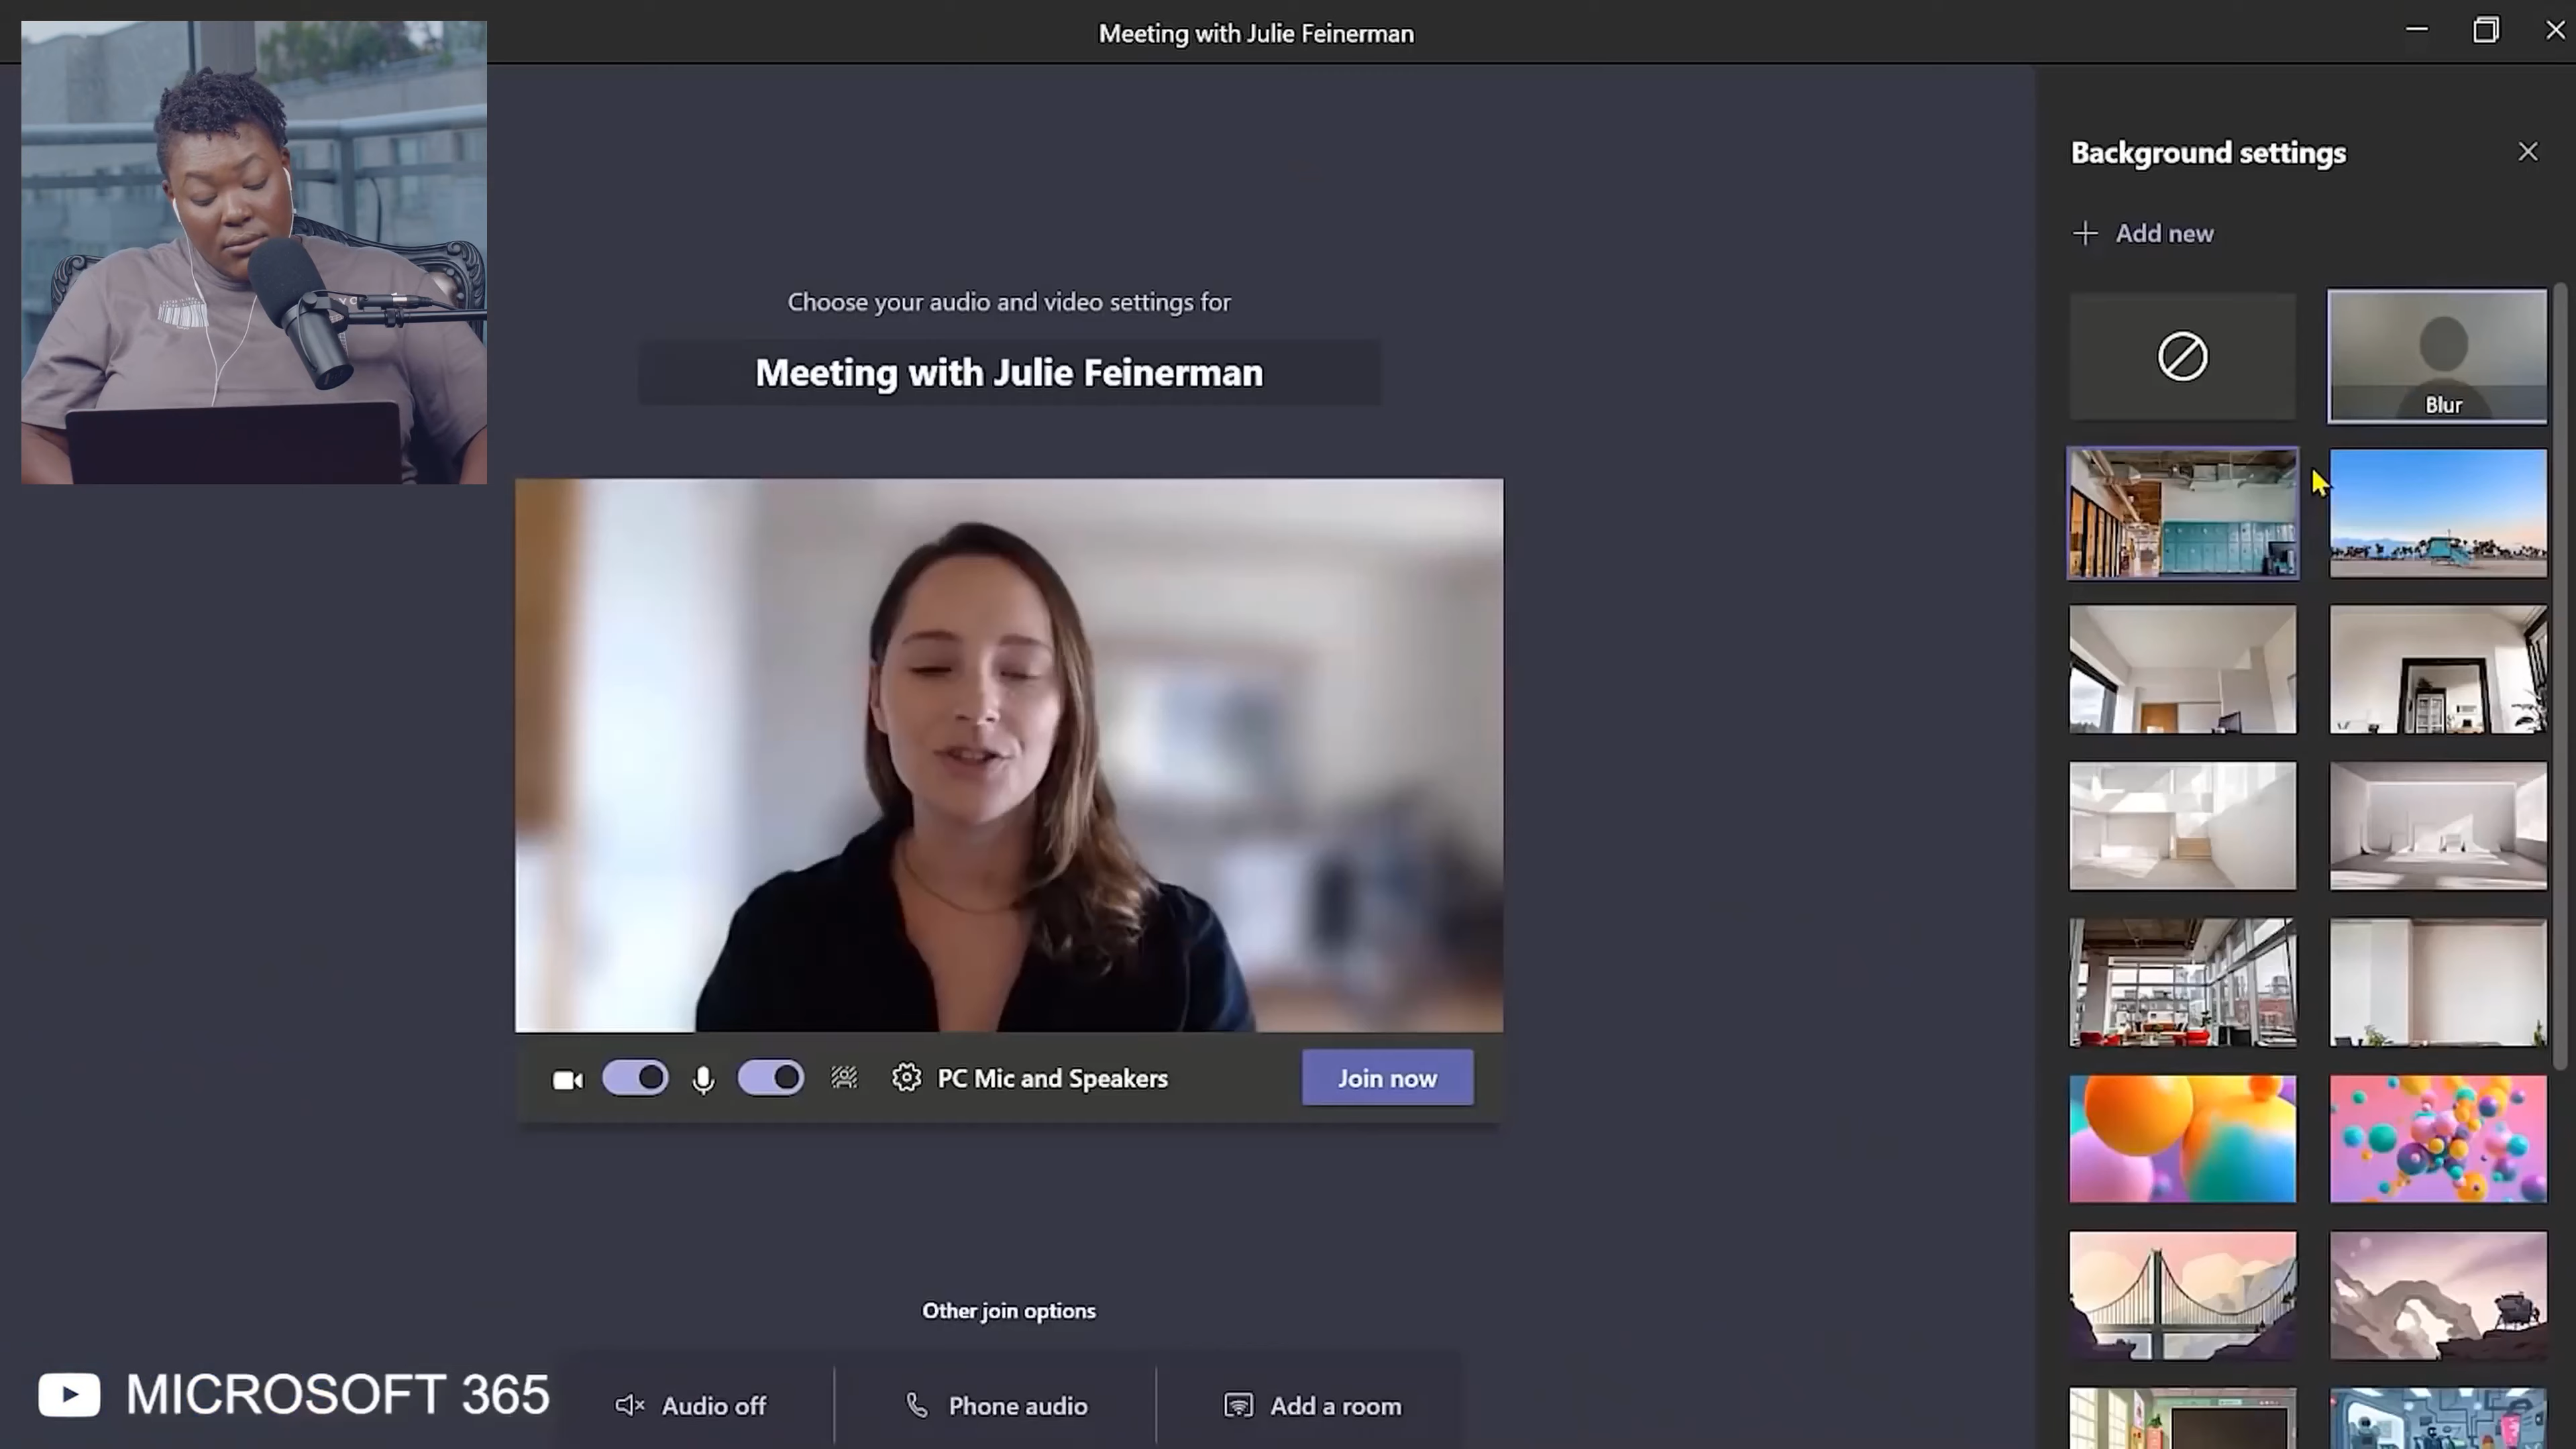 Meeting with Julie Feinerman
Background settings
Add new
Choose your audio and video settings for
Meeting with Julie Feinerman
Blur
PC Mic and Speakers
Join now
Other join options
MICROSOFT 365
Audio off
Phone audio
Add a room